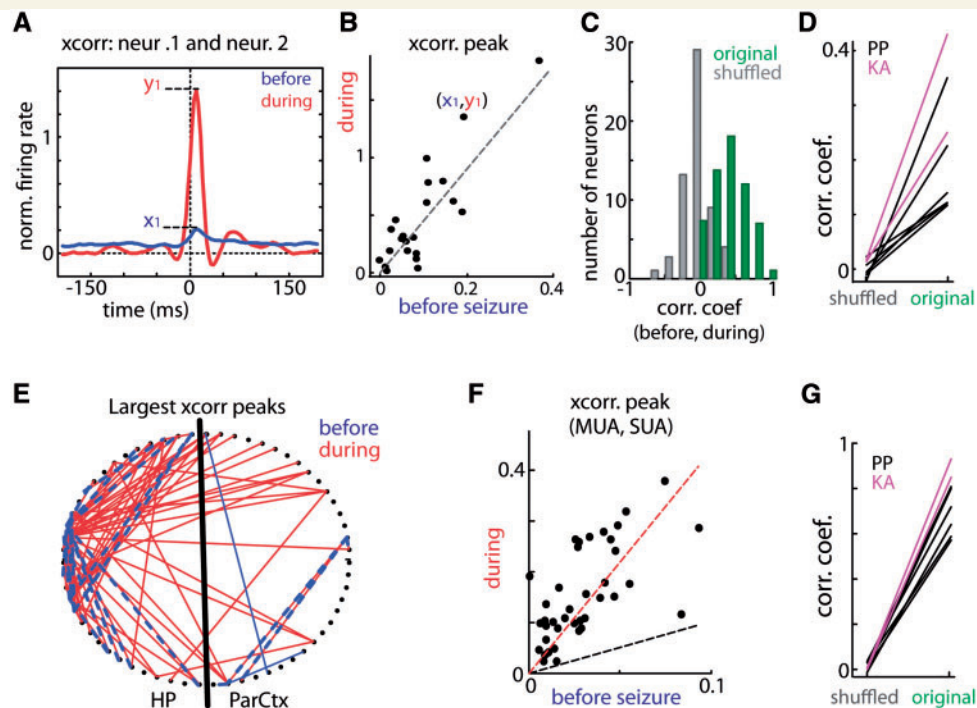 A
xcorr: neur .1 and neur. 2
before
during
y1
x1
norm. firing rate
1
0
-150
0
150
time (ms)
B
xcorr. peak
during
(x1,y1)
1
0
0
0.2
0.4
before seizure
C
original
shuffled
number of neurons
30
20
10
0
-1
0
1
corr. coef
(before, during)
D
PP
KA
corr. coef.
0.4
0
shuffled
original
E
Largest xcorr peaks
before
during
HP
ParCtx
F
xcorr. peak
(MUA, SUA)
during
0.4
0
0
0.1
before seizure
G
PP
KA
corr. coef.
1
0
shuffled
original